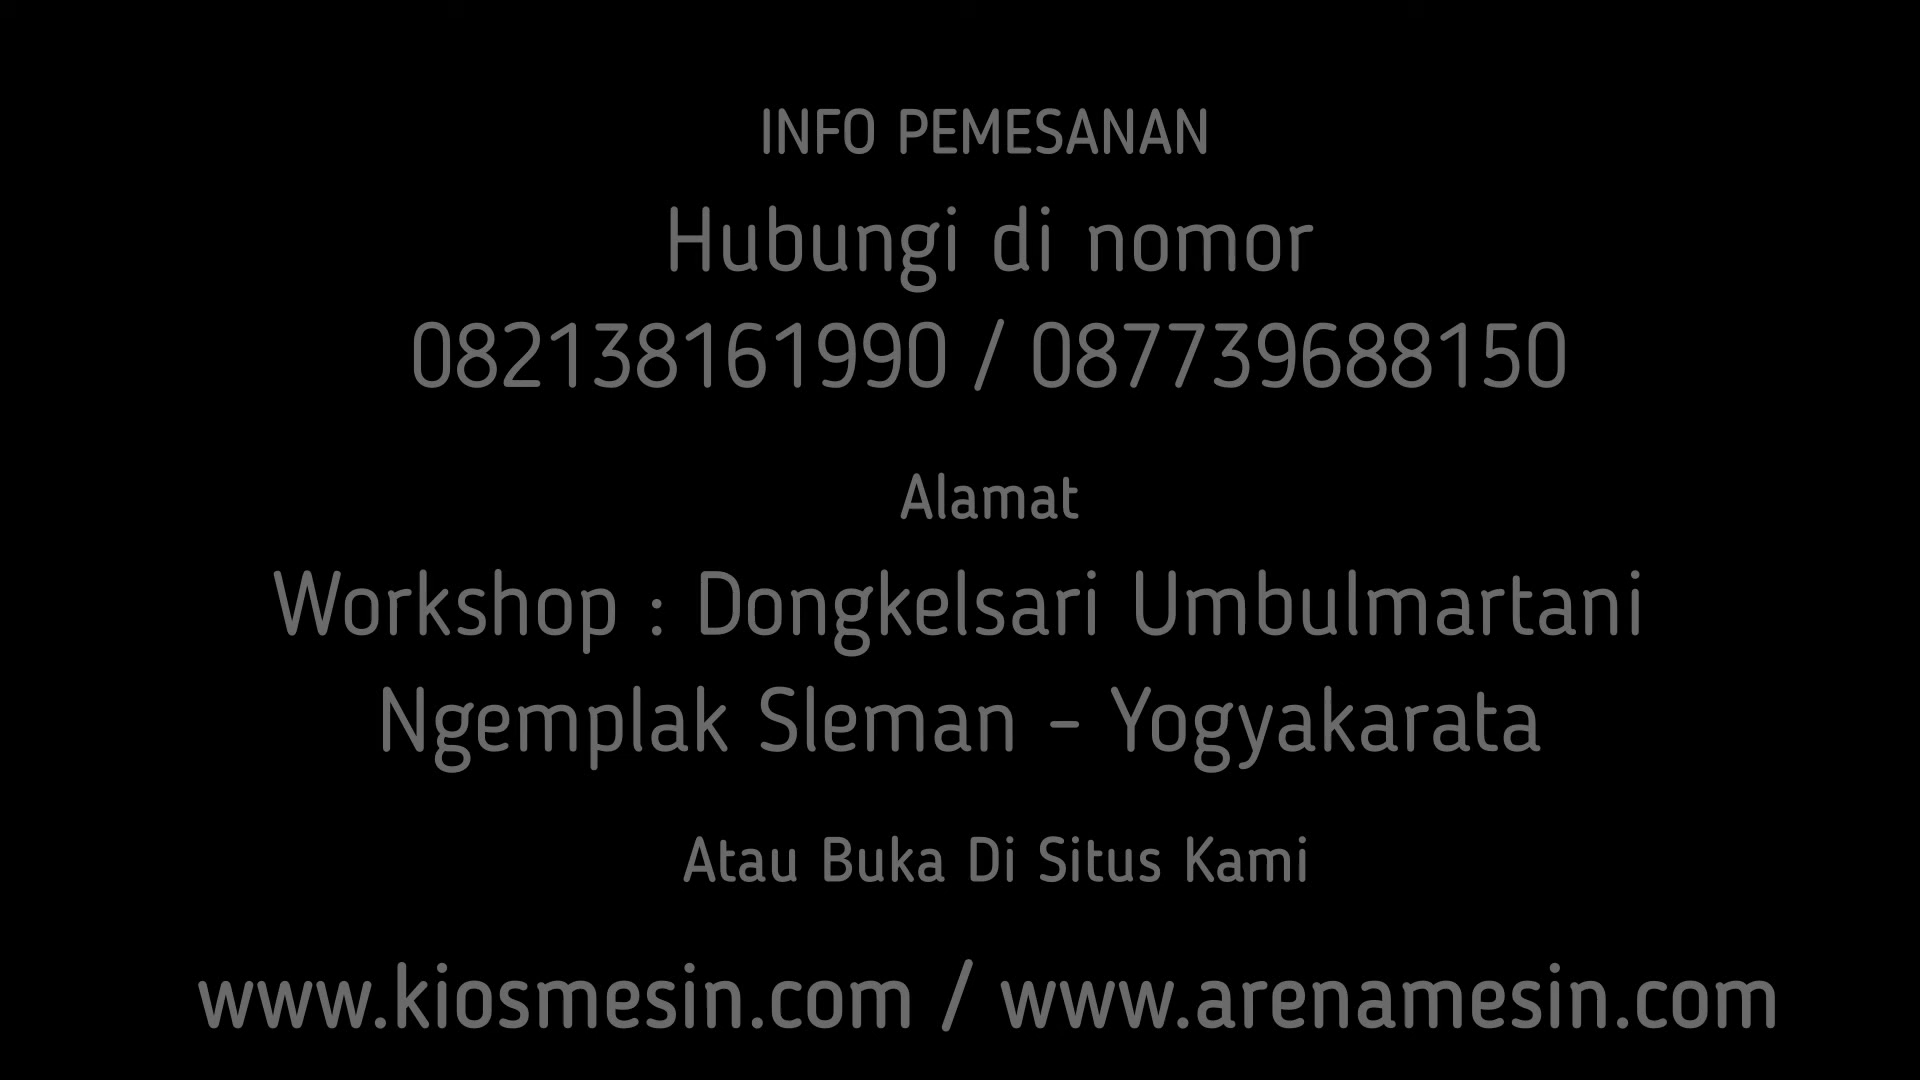 INFO PEMESANAN
Hubungi di nomor
082138161990 / 087739688150
Alamat
Workshop : Dongkelsari Umbulmartani
Ngemplak Sleman - Yogyakarata
Atau Buka Di Situs Kami
www.kiosmesin.com / www.arenamesin.com